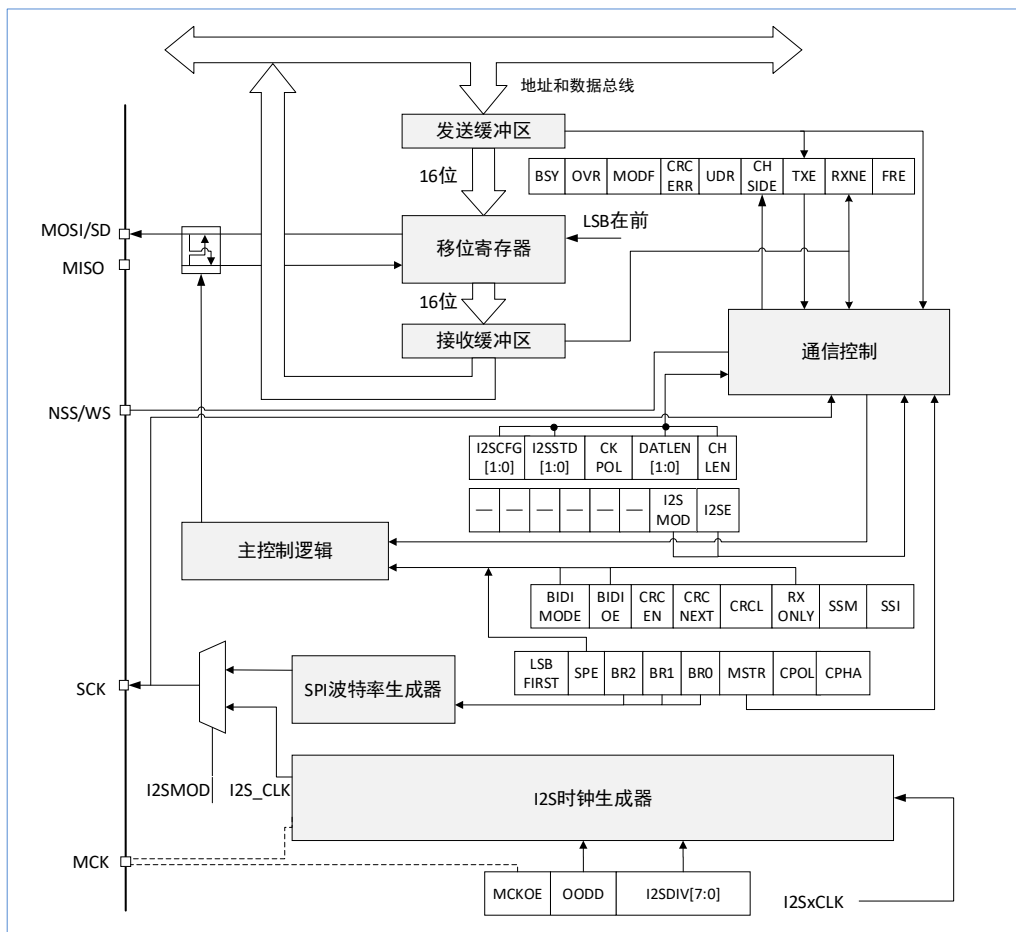 地址和数据总线
发送缓冲区
16位
BSY OVR MODF CRC ERR UDR CH SIDE TXE RXNE FRE
LSB在前
MOSI/SD
移位寄存器
MISO
16位
接收缓冲区
通信控制
NSS/WS
I2SCFG [1:0] I2SSTD [1:0] CK POL DATLEN [1:0] CH LEN
— — — — — — I2S MOD I2SE
主控制逻辑
BIDI MODE BIDI OE CRC EN CRC NEXT CRCL RX ONLY SSM SSI
LSB FIRST SPE BR2 BR1 BR0 MSTR CPOL CPHA
SCK
SPI波特率生成器
I2SMOD I2S_CLK
I2S时钟生成器
MCK
MCKOE OODD I2SDIV[7:0]
I2SxCLK